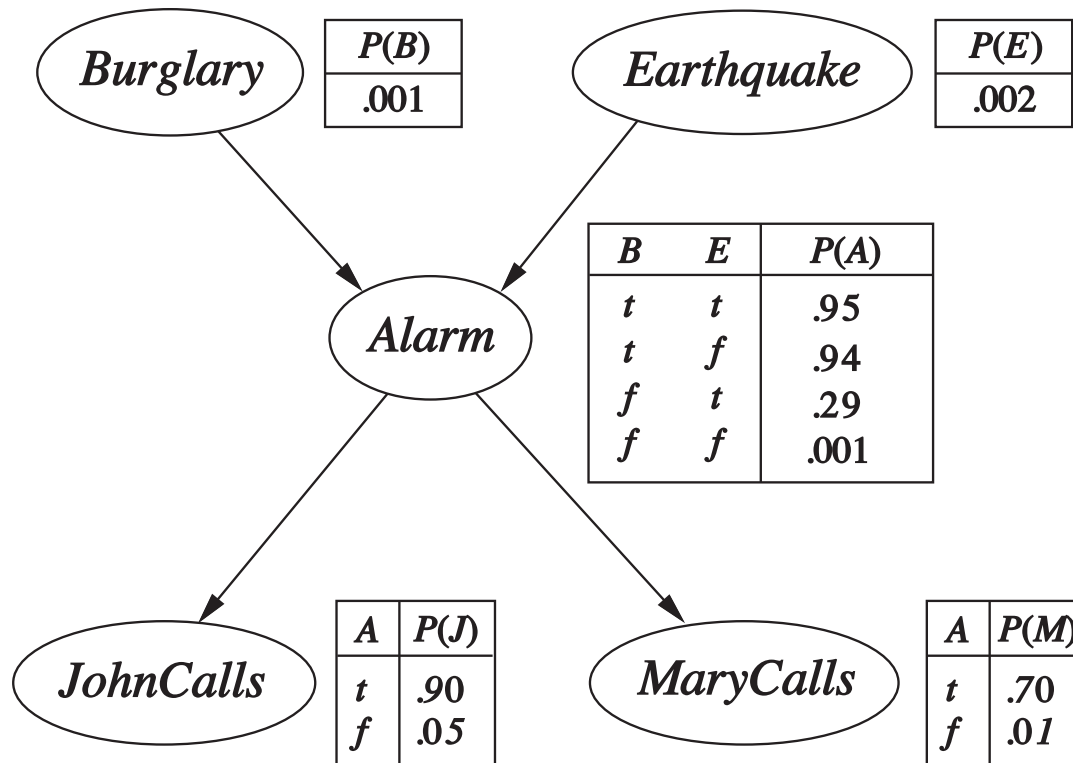 Burglary
P(B)
.001
Earthquake
P(E)
.002
B E P(A)
t t .95
t f .94
f t .29
f f .001
Alarm
JohnCalls
A P(J)
t .90
f .05
MaryCalls
A P(M)
t .70
f .01